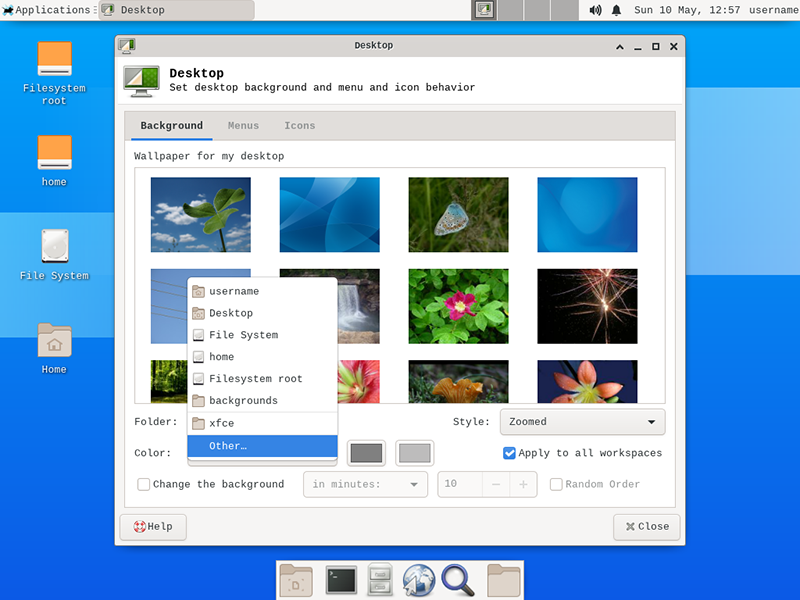 Applications
Desktop
Sun 10 May, 12:57
username
Filesystem
root
home
File System
Home
Desktop
Desktop
Set desktop background and menu and icon behavior
Background
Menus
Icons
Wallpaper for my desktop
username
Desktop
File System
home
Filesystem root
backgrounds
xfce
Other…
Folder:
Style:
Zoomed
Color:
Apply to all workspaces
Change the background
in minutes:
10
Random Order
Help
Close